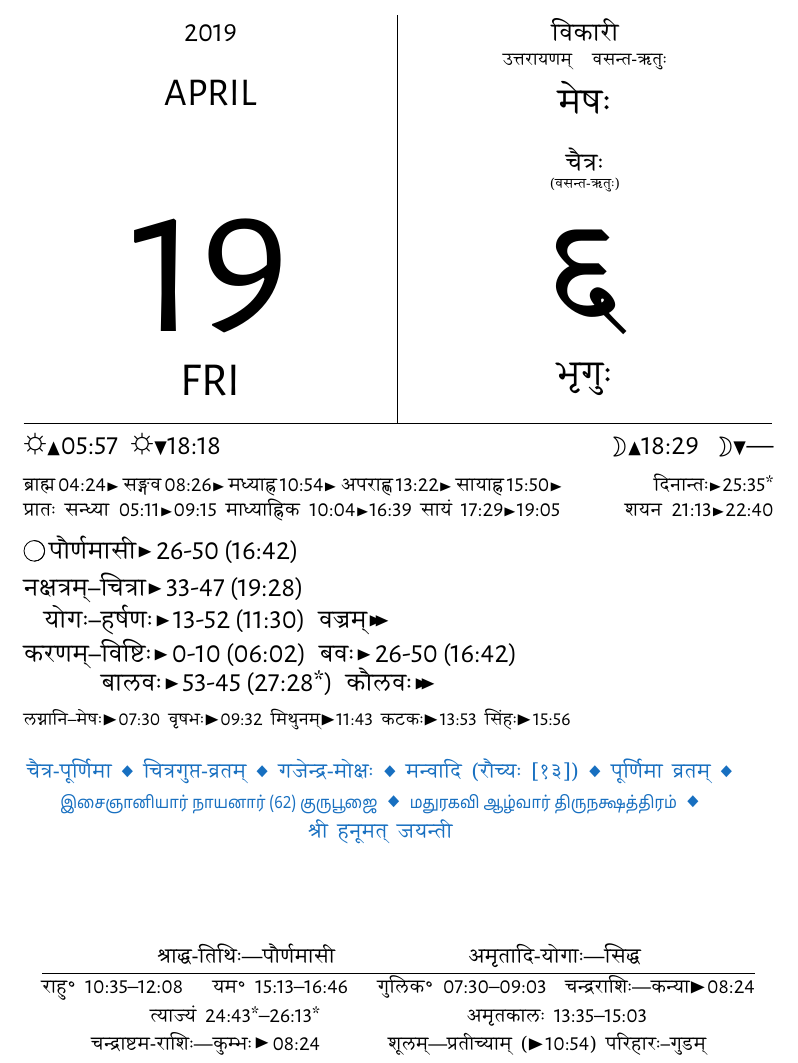 2019
APRIL
19
FRI
विकारी
उत्तरायणम् वसन्त-ऋतुः
मेषः
चैत्रः
(वसन्त-ऋतुः)
६
भृगुः
☼▲05:57 ☼▼18:18 ☽▲18:29 ☽▼—
ब्राह्म 04:24► सङ्गव 08:26► मध्याह्न 10:54► अपराह्ण 13:22► सायाह्न 15:50► दिनान्तः►25:35*
प्रातः सन्ध्या 05:11►09:15 माध्याह्निक 10:04►16:39 सायं 17:29►19:05 शयन 21:13►22:40
○पौर्णमासी►26-50 (16:42)
नक्षत्रम्–चित्रा►33-47 (19:28)
योगः–हर्षणः►13-52 (11:30) वज्रम्►►
करणम्–विष्टिः►0-10 (06:02) बवः►26-50 (16:42)
बालवः►53-45 (27:28*) कौलवः►►
लग्नानि–मेषः►07:30 वृषभः►09:32 मिथुनम्►11:43 कटकः►13:53 सिंहः►15:56
चैत्र-पूर्णिमा ◆ चित्रगुप्त-व्रतम् ◆ गजेन्द्र-मोक्षः ◆ मन्वादि (रौच्यः [१३]) ◆ पूर्णिमा व्रतम् ◆
இசைஞானியார் நாயனார் (62) குருபூஜை ◆ மதுரகவி ஆழ்வார் திருநக்ஷத்திரம் ◆
श्री हनूमत् जयन्ती
श्राद्ध-तिथिः—पौर्णमासी अमृतादि-योगाः—सिद्ध
राहु॰ 10:35–12:08 यम॰ 15:13–16:46 गुलिक॰ 07:30–09:03 चन्द्रराशिः—कन्या►08:24
त्याज्यं 24:43*–26:13* अमृतकालः 13:35–15:03
चन्द्राष्टम-राशिः—कुम्भः►08:24 शूलम्—प्रतीच्याम् (►10:54) परिहारः–गुडम्